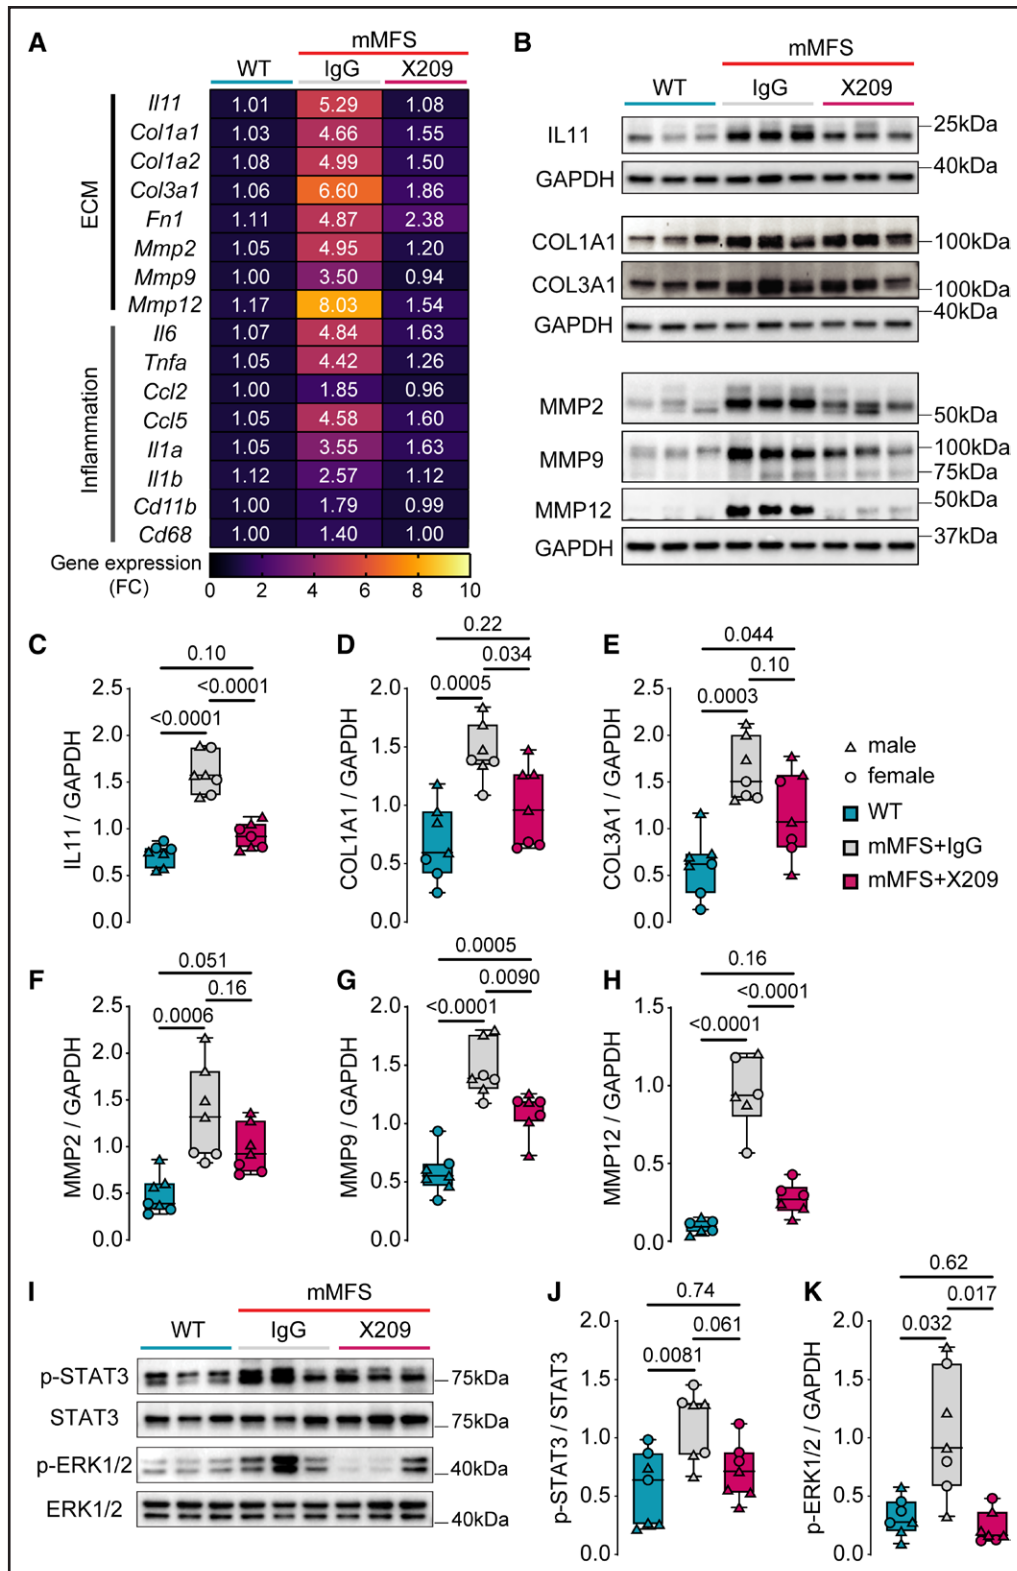 A
mMFS
WT IgG X209
ECM
Il11 1.01 5.29 1.08
Col1a1 1.03 4.66 1.55
Col1a2 1.08 4.99 1.50
Col3a1 1.06 6.60 1.86
Fn1 1.11 4.87 2.38
Mmp2 1.05 4.95 1.20
Mmp9 1.00 3.50 0.94
Mmp12 1.17 8.03 1.54
Inflammation
Il6 1.07 4.84 1.63
Tnfa 1.05 4.42 1.26
Ccl2 1.00 1.85 0.96
Ccl5 1.05 4.58 1.60
Il1a 1.05 3.55 1.63
Il1b 1.12 2.57 1.12
Cd11b 1.00 1.79 0.99
Cd68 1.00 1.40 1.00
Gene expression
(FC)
0 2 4 6 8 10
B
mMFS
WT IgG X209
IL11 25kDa
GAPDH 40kDa
COL1A1 100kDa
COL3A1 100kDa
GAPDH 40kDa
MMP2 50kDa
MMP9 100kDa
75kDa
MMP12 50kDa
GAPDH 37kDa
C
0.10
<0.0001
<0.0001
IL11 / GAPDH
2.5
2.0
1.5
1.0
0.5
0.0
D
0.22
0.034
0.0005
COL1A1 / GAPDH
2.0
1.5
1.0
0.5
0.0
E
0.044
0.10
0.0003
COL3A1 / GAPDH
2.5
2.0
1.5
1.0
0.5
0.0
male
female
WT
mMFS+IgG
mMFS+X209
F
0.051
0.16
0.0006
MMP2 / GAPDH
2.5
2.0
1.5
1.0
0.5
0.0
G
0.0005
0.0090
<0.0001
MMP9 / GAPDH
2.0
1.5
1.0
0.5
0.0
H
0.16
<0.0001
<0.0001
MMP12 / GAPDH
1.5
1.0
0.5
0.0
I
mMFS
WT IgG X209
p-STAT3 75kDa
STAT3 75kDa
p-ERK1/2 40kDa
ERK1/2 40kDa
J
0.74
0.061
0.0081
p-STAT3 / STAT3
2.0
1.5
1.0
0.5
0.0
K
0.62
0.017
0.032
p-ERK1/2 / GAPDH
2.0
1.5
1.0
0.5
0.0